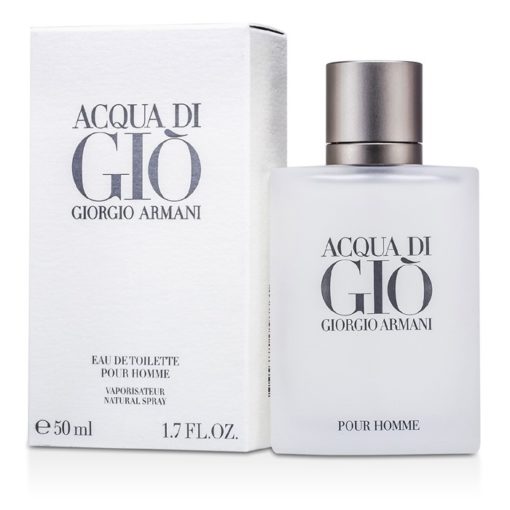 ACQUA DI
GIÒ
GIORGIO ARMANI
EAU DE TOILETTE
POUR HOMME
VAPORISATEUR
NATURAL SPRAY
℮ 50 ml 1.7 FL.OZ.
ACQUA DI
GIÒ
GIORGIO ARMANI
POUR HOMME